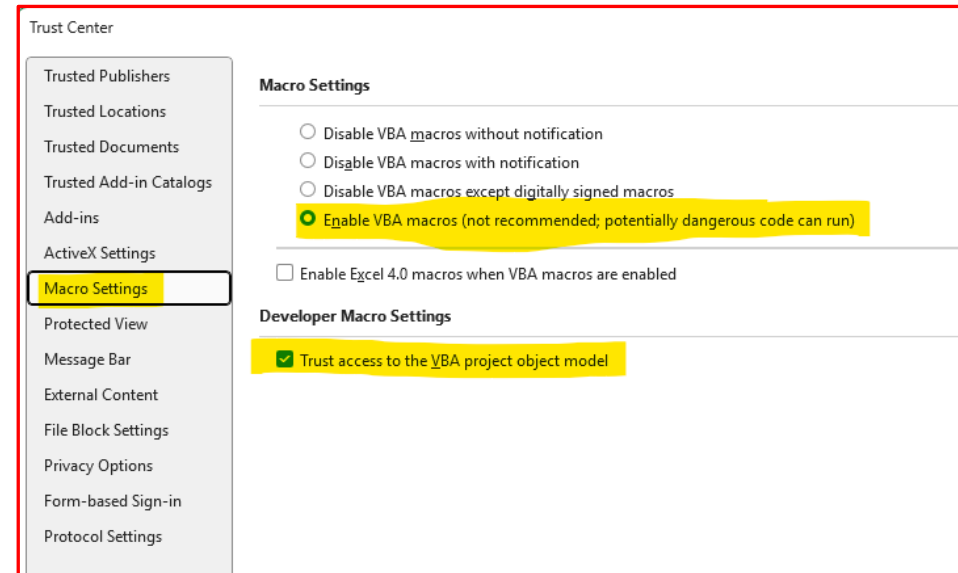 Trust Center
Trusted Publishers
Trusted Locations
Trusted Documents
Trusted Add-in Catalogs
Add-ins
ActiveX Settings
Macro Settings
Protected View
Message Bar
External Content
File Block Settings
Privacy Options
Form-based Sign-in
Protocol Settings
Macro Settings
Disable VBA macros without notification
Disable VBA macros with notification
Disable VBA macros except digitally signed macros
Enable VBA macros (not recommended; potentially dangerous code can run)
Enable Excel 4.0 macros when VBA macros are enabled
Developer Macro Settings
Trust access to the VBA project object model